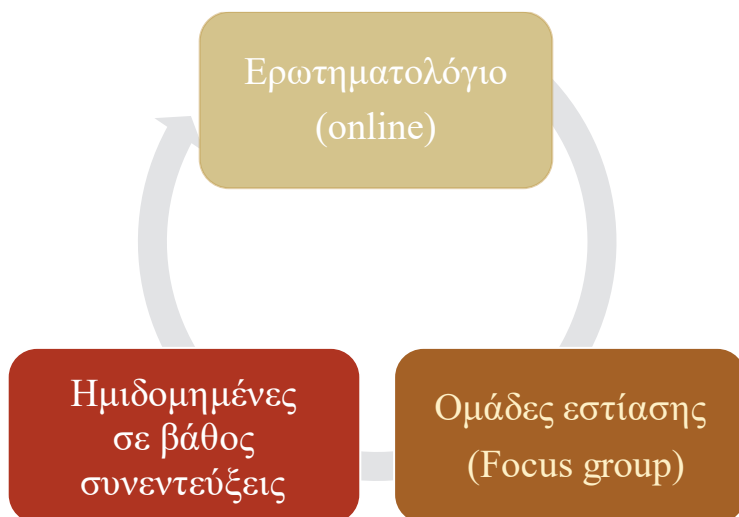 Ερωτηματολόγιο
(online)
Ημιδομημένες
σε βάθος
συνεντεύξεις
Ομάδες εστίασης
(Focus group)